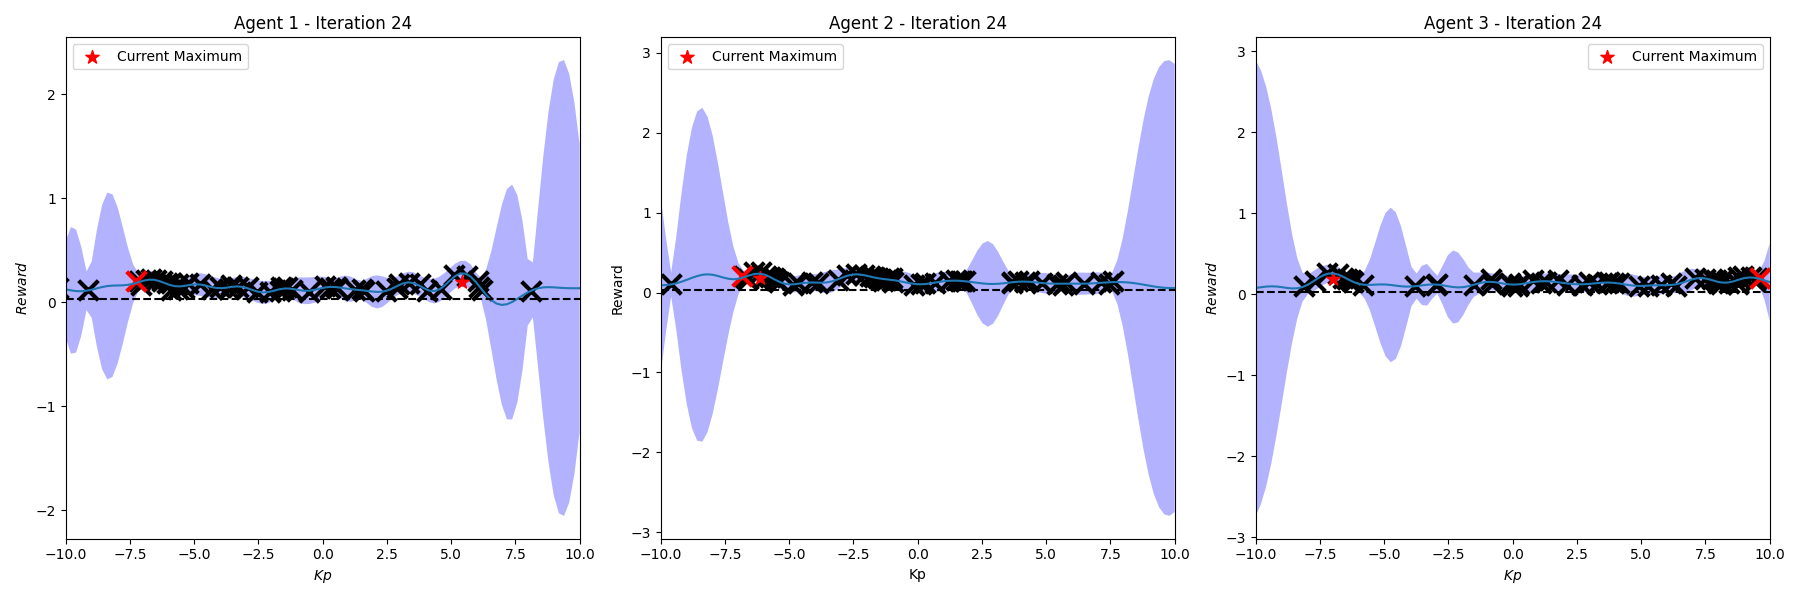 Agent 1 - Iteration 24
Current Maximum
2
1
0
−1
−2
Reward
−10.0 −7.5 −5.0 −2.5 0.0 2.5 5.0 7.5 10.0
Kp
Agent 2 - Iteration 24
Current Maximum
3
2
1
0
−1
−2
−3
Reward
−10.0 −7.5 −5.0 −2.5 0.0 2.5 5.0 7.5 10.0
Kp
Agent 3 - Iteration 24
Current Maximum
3
2
1
0
−1
−2
−3
Reward
−10.0 −7.5 −5.0 −2.5 0.0 2.5 5.0 7.5 10.0
Kp